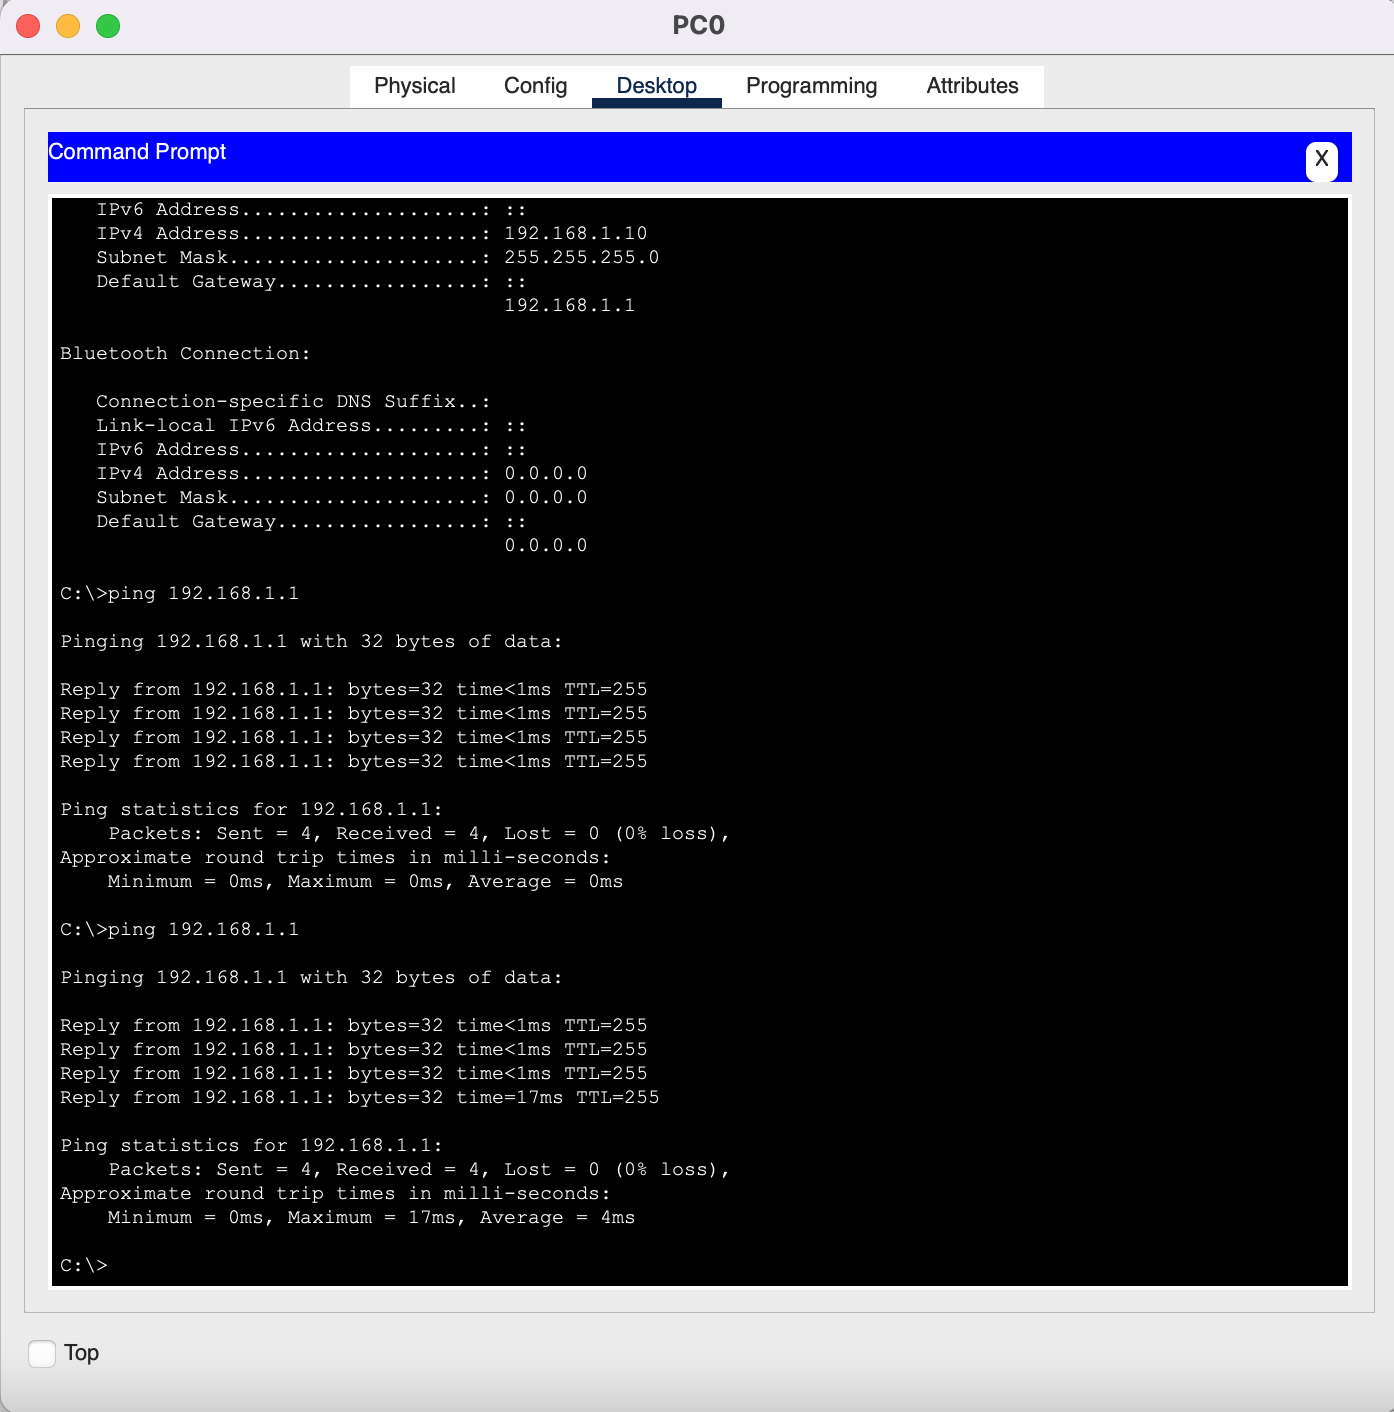 PC0
Physical Config Desktop Programming Attributes
Command Prompt
X
IPv6 Address....................: ::
IPv4 Address....................: 192.168.1.10
Subnet Mask.....................: 255.255.255.0
Default Gateway.................: ::
192.168.1.1
Bluetooth Connection:
Connection-specific DNS Suffix..:
Link-local IPv6 Address.........: ::
IPv6 Address....................: ::
IPv4 Address....................: 0.0.0.0
Subnet Mask.....................: 0.0.0.0
Default Gateway.................: ::
0.0.0.0
C:\>ping 192.168.1.1
Pinging 192.168.1.1 with 32 bytes of data:
Reply from 192.168.1.1: bytes=32 time<1ms TTL=255
Reply from 192.168.1.1: bytes=32 time<1ms TTL=255
Reply from 192.168.1.1: bytes=32 time<1ms TTL=255
Reply from 192.168.1.1: bytes=32 time<1ms TTL=255
Ping statistics for 192.168.1.1:
Packets: Sent = 4, Received = 4, Lost = 0 (0% loss),
Approximate round trip times in milli-seconds:
Minimum = 0ms, Maximum = 0ms, Average = 0ms
C:\>ping 192.168.1.1
Pinging 192.168.1.1 with 32 bytes of data:
Reply from 192.168.1.1: bytes=32 time<1ms TTL=255
Reply from 192.168.1.1: bytes=32 time<1ms TTL=255
Reply from 192.168.1.1: bytes=32 time<1ms TTL=255
Reply from 192.168.1.1: bytes=32 time=17ms TTL=255
Ping statistics for 192.168.1.1:
Packets: Sent = 4, Received = 4, Lost = 0 (0% loss),
Approximate round trip times in milli-seconds:
Minimum = 0ms, Maximum = 17ms, Average = 4ms
C:\>
Top